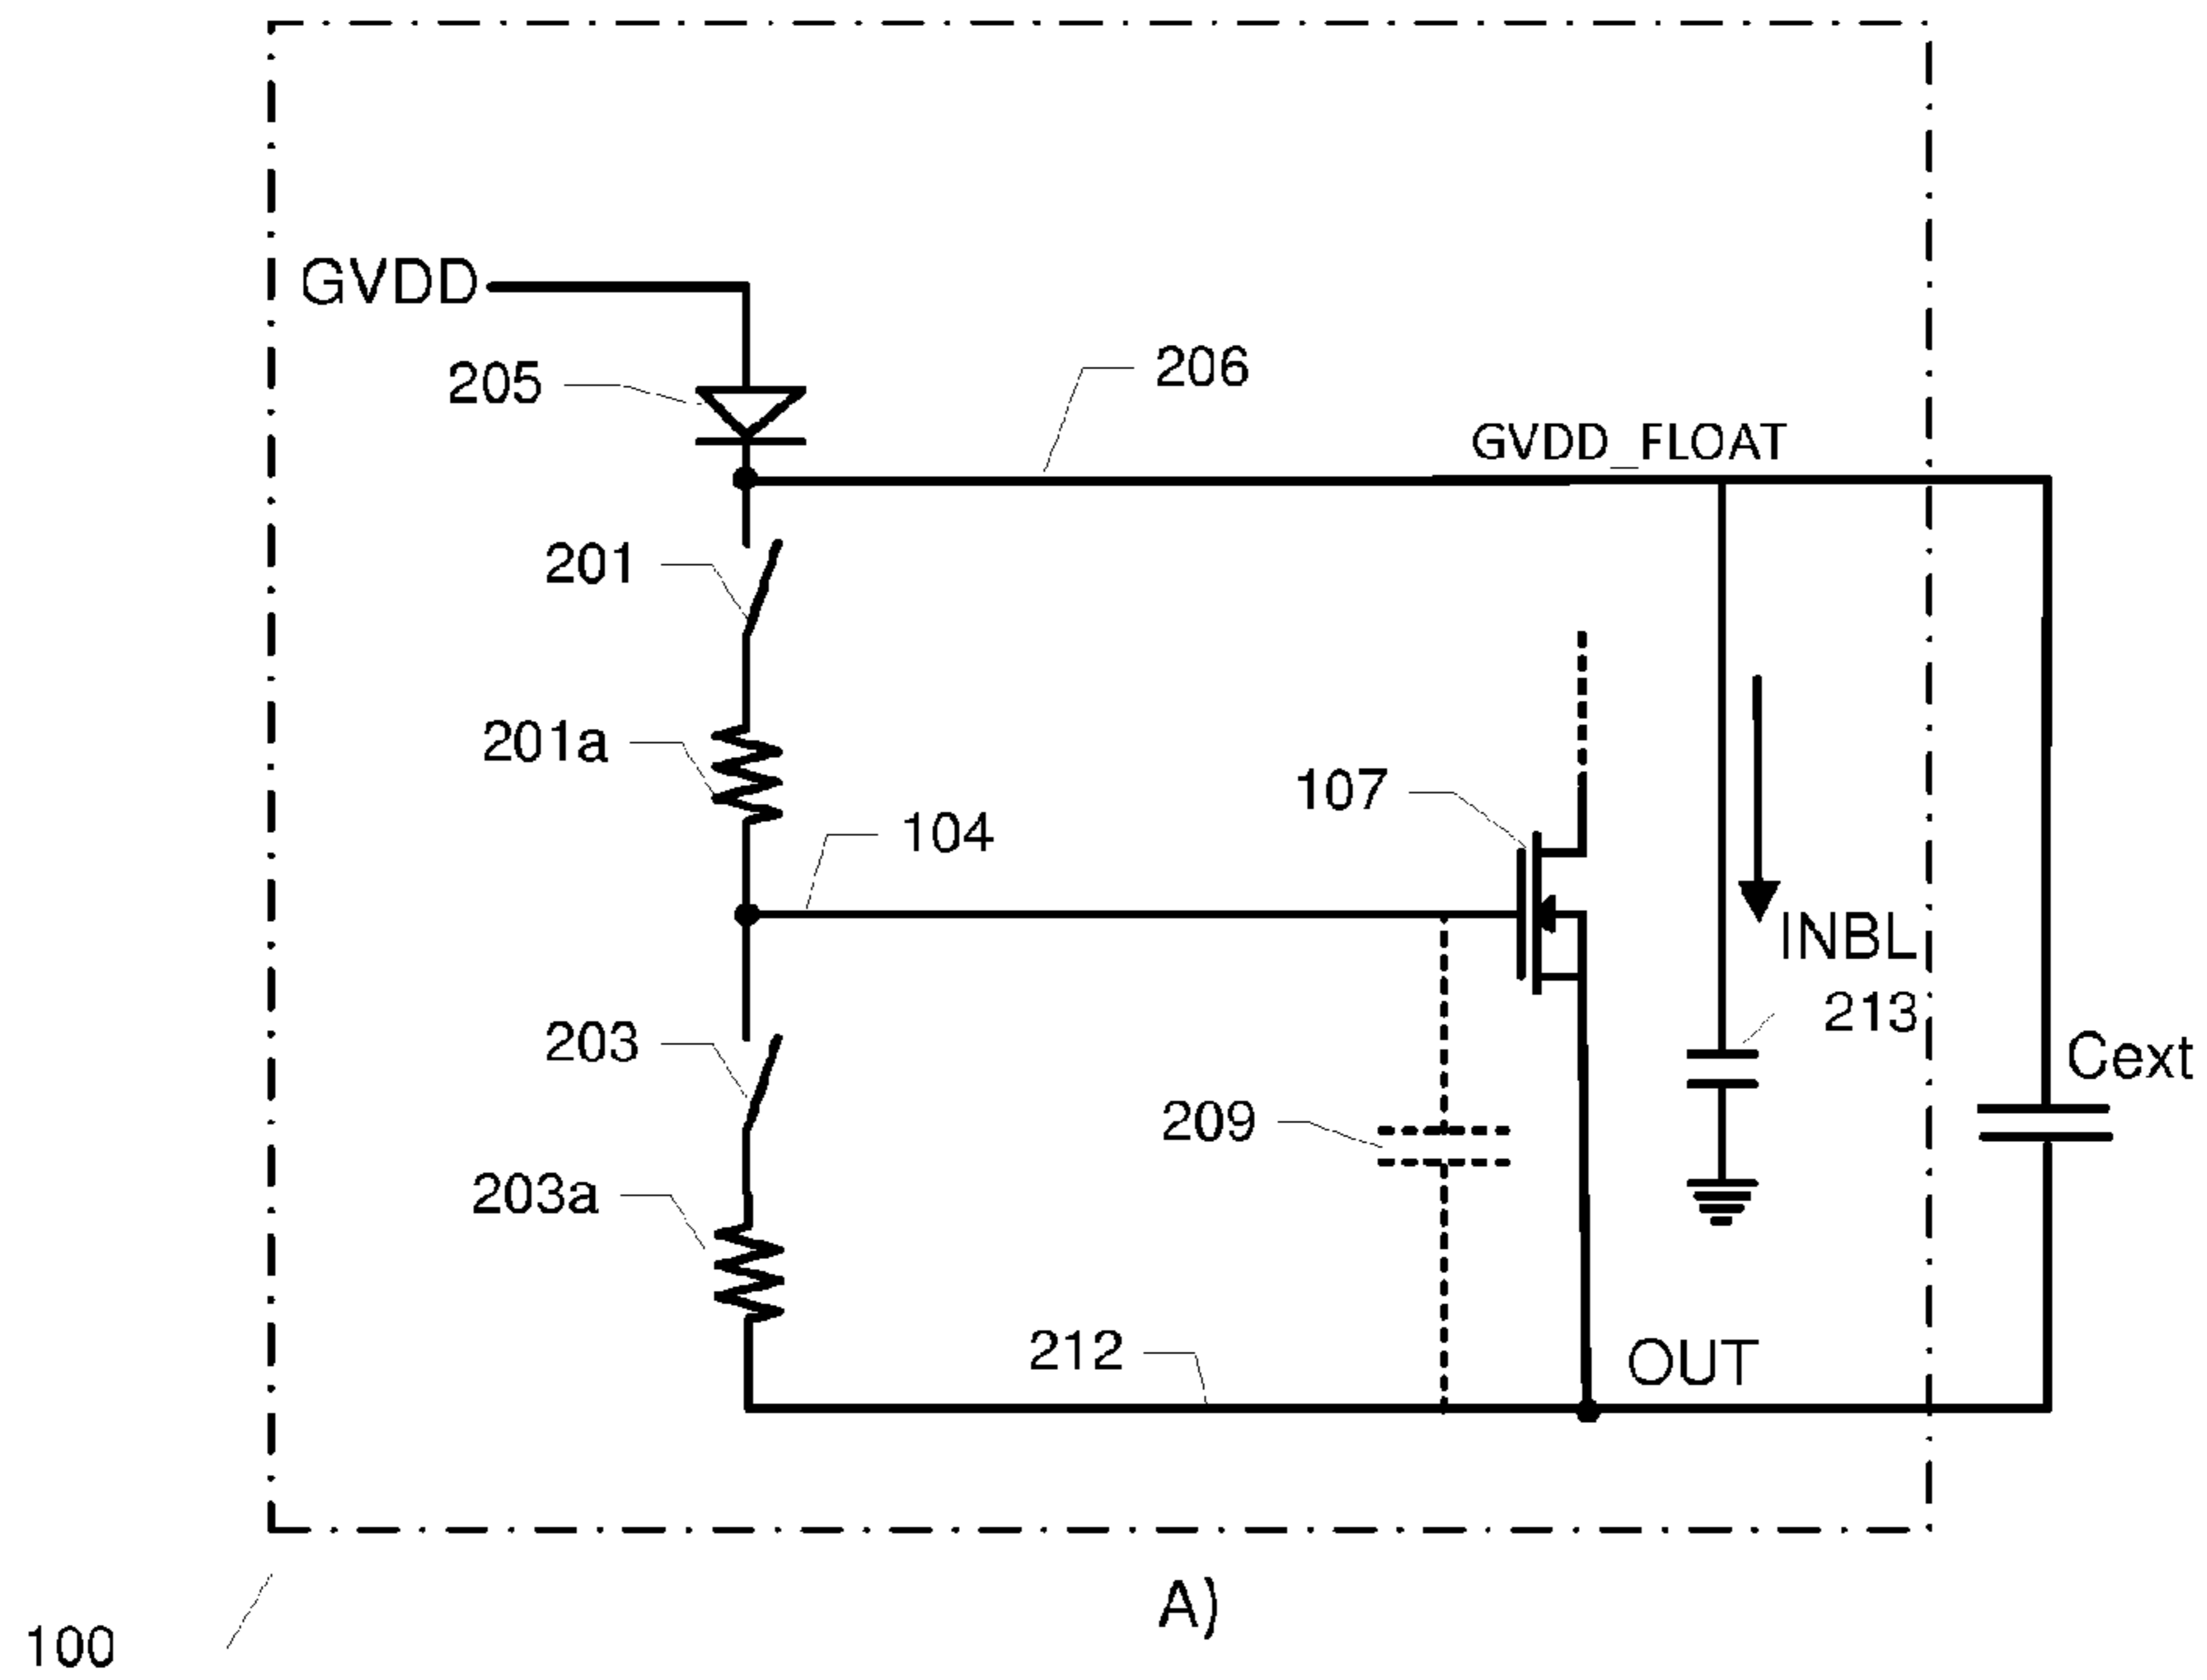 GVDD
205
206
GVDD_FLOAT
201
201a
107
104
INBL
213
203
Cext
209
203a
212
OUT
A)
100